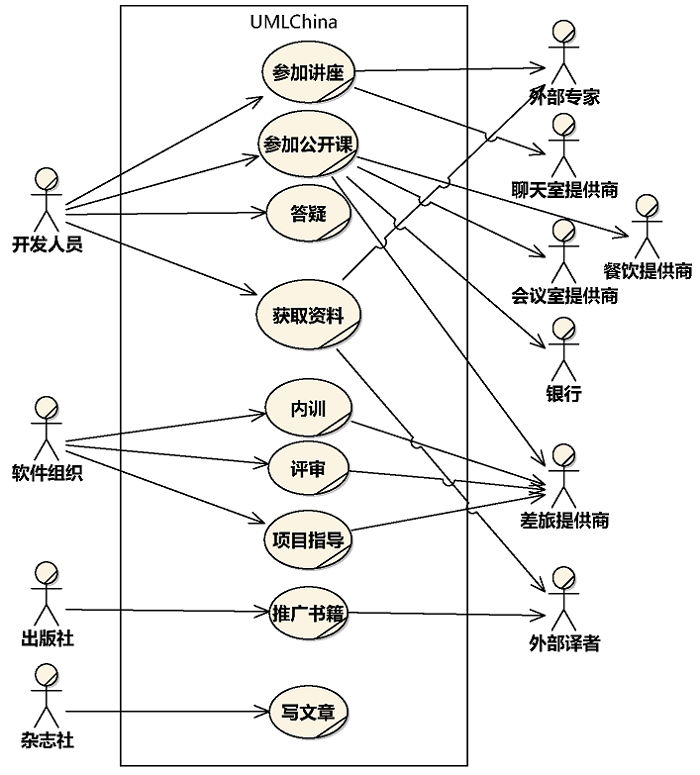 UMLChina
参加讲座
外部专家
参加公开课
聊天室提供商
答疑
开发人员
餐饮提供商
会议室提供商
获取资料
银行
内训
软件组织
评审
差旅提供商
项目指导
推广书籍
出版社
外部译者
写文章
杂志社